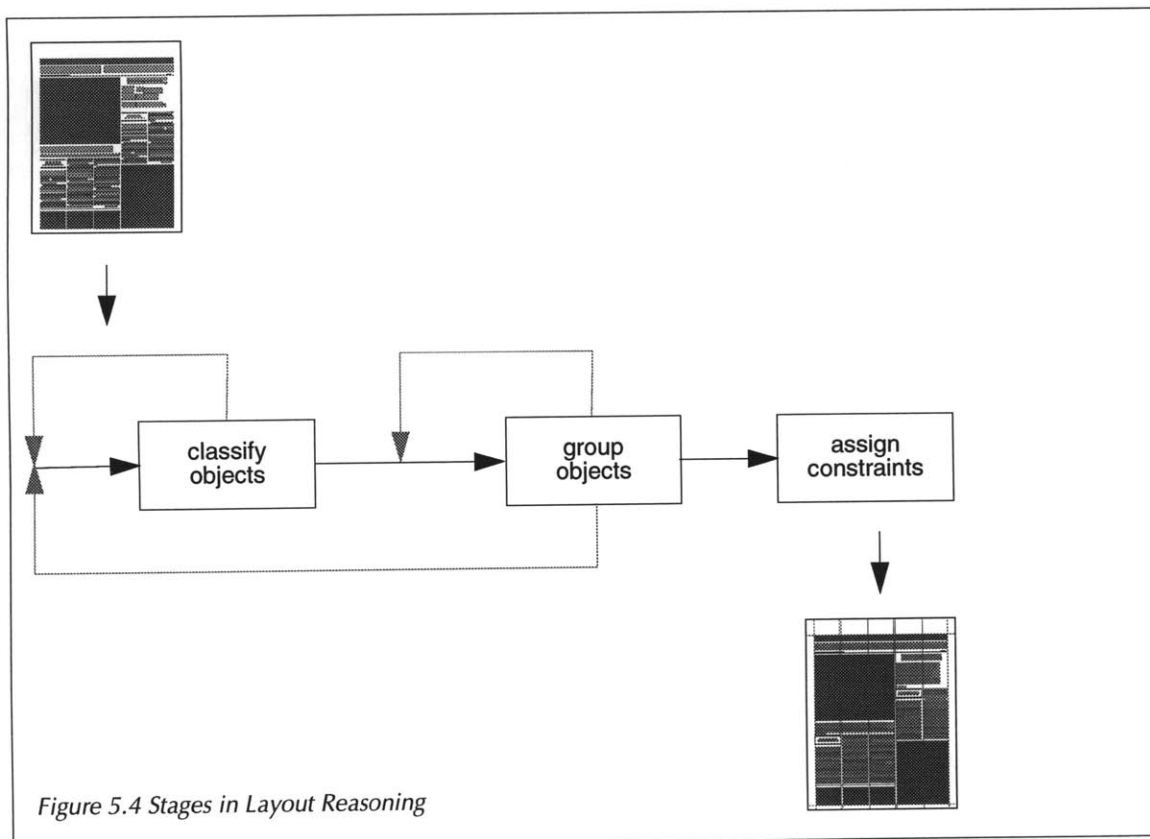 classify
objects
group
objects
assign
constraints
Figure 5.4 Stages in Layout Reasoning